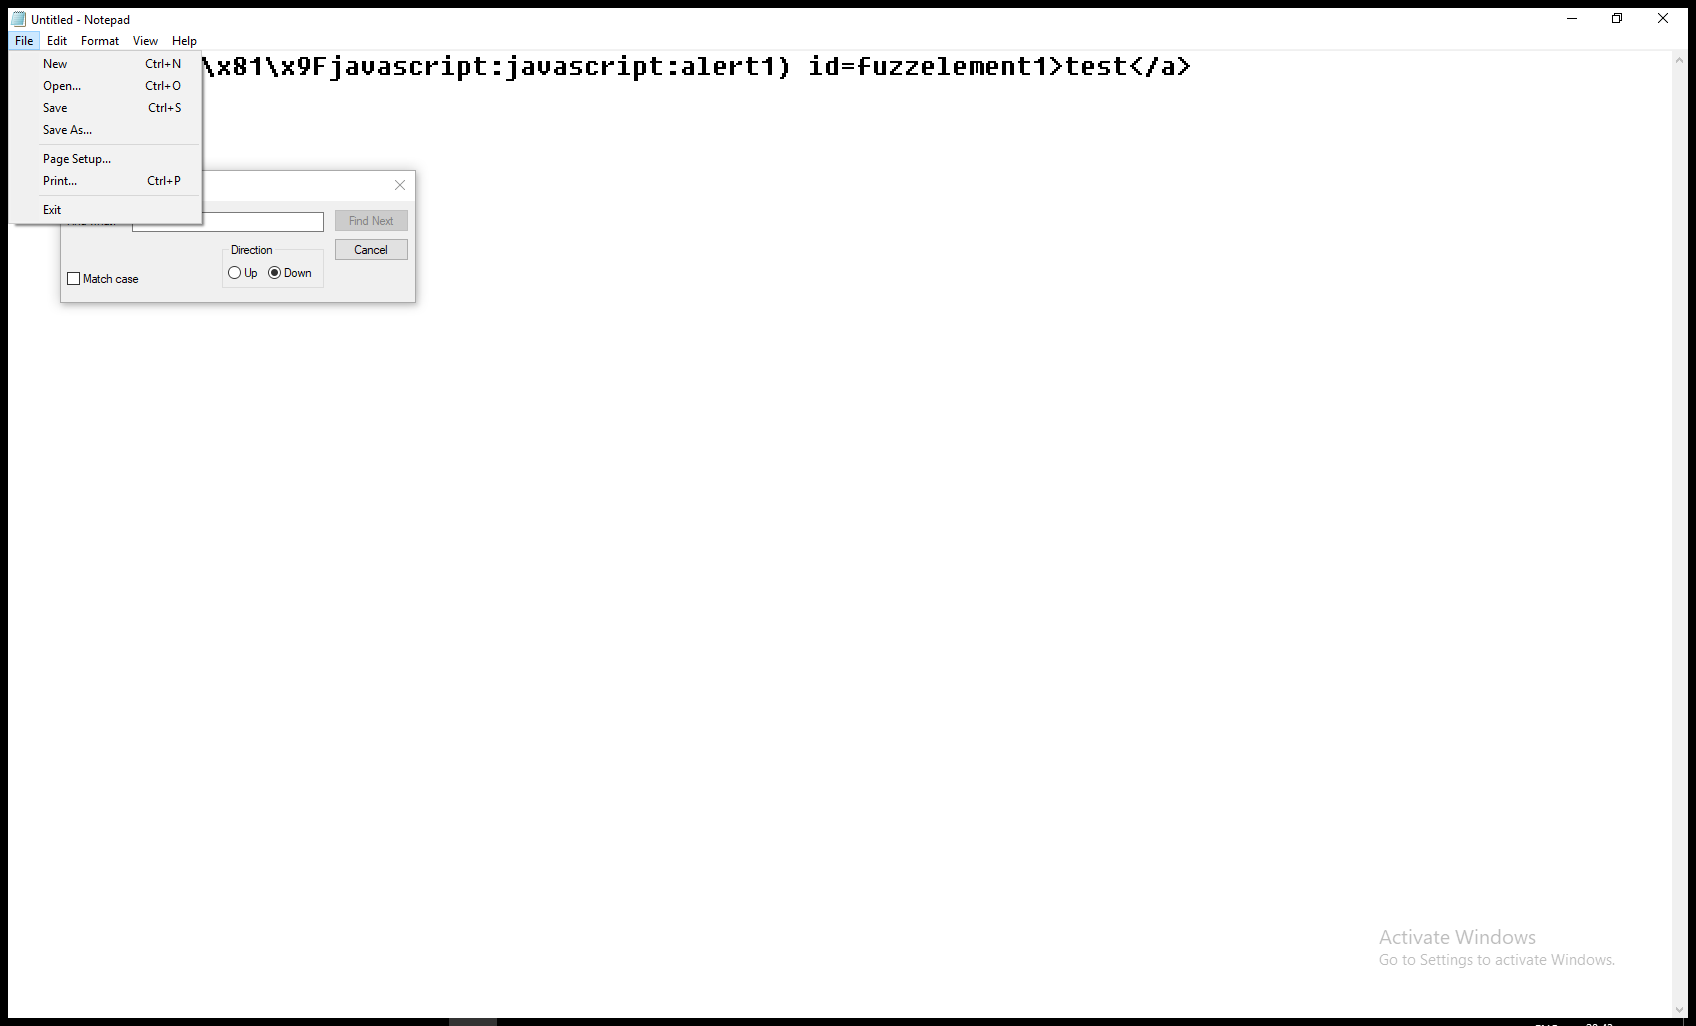 Untitled - Notepad
File Edit Format View Help
\x81\x9Fjavascript:javascript:alert1) id=fuzzelement1>test</a>
New Ctrl+N
Open... Ctrl+O
Save Ctrl+S
Save As...
Page Setup...
Print... Ctrl+P
Exit
Find Next
Direction
Cancel
Up Down
Match case
Activate Windows
Go to Settings to activate Windows.